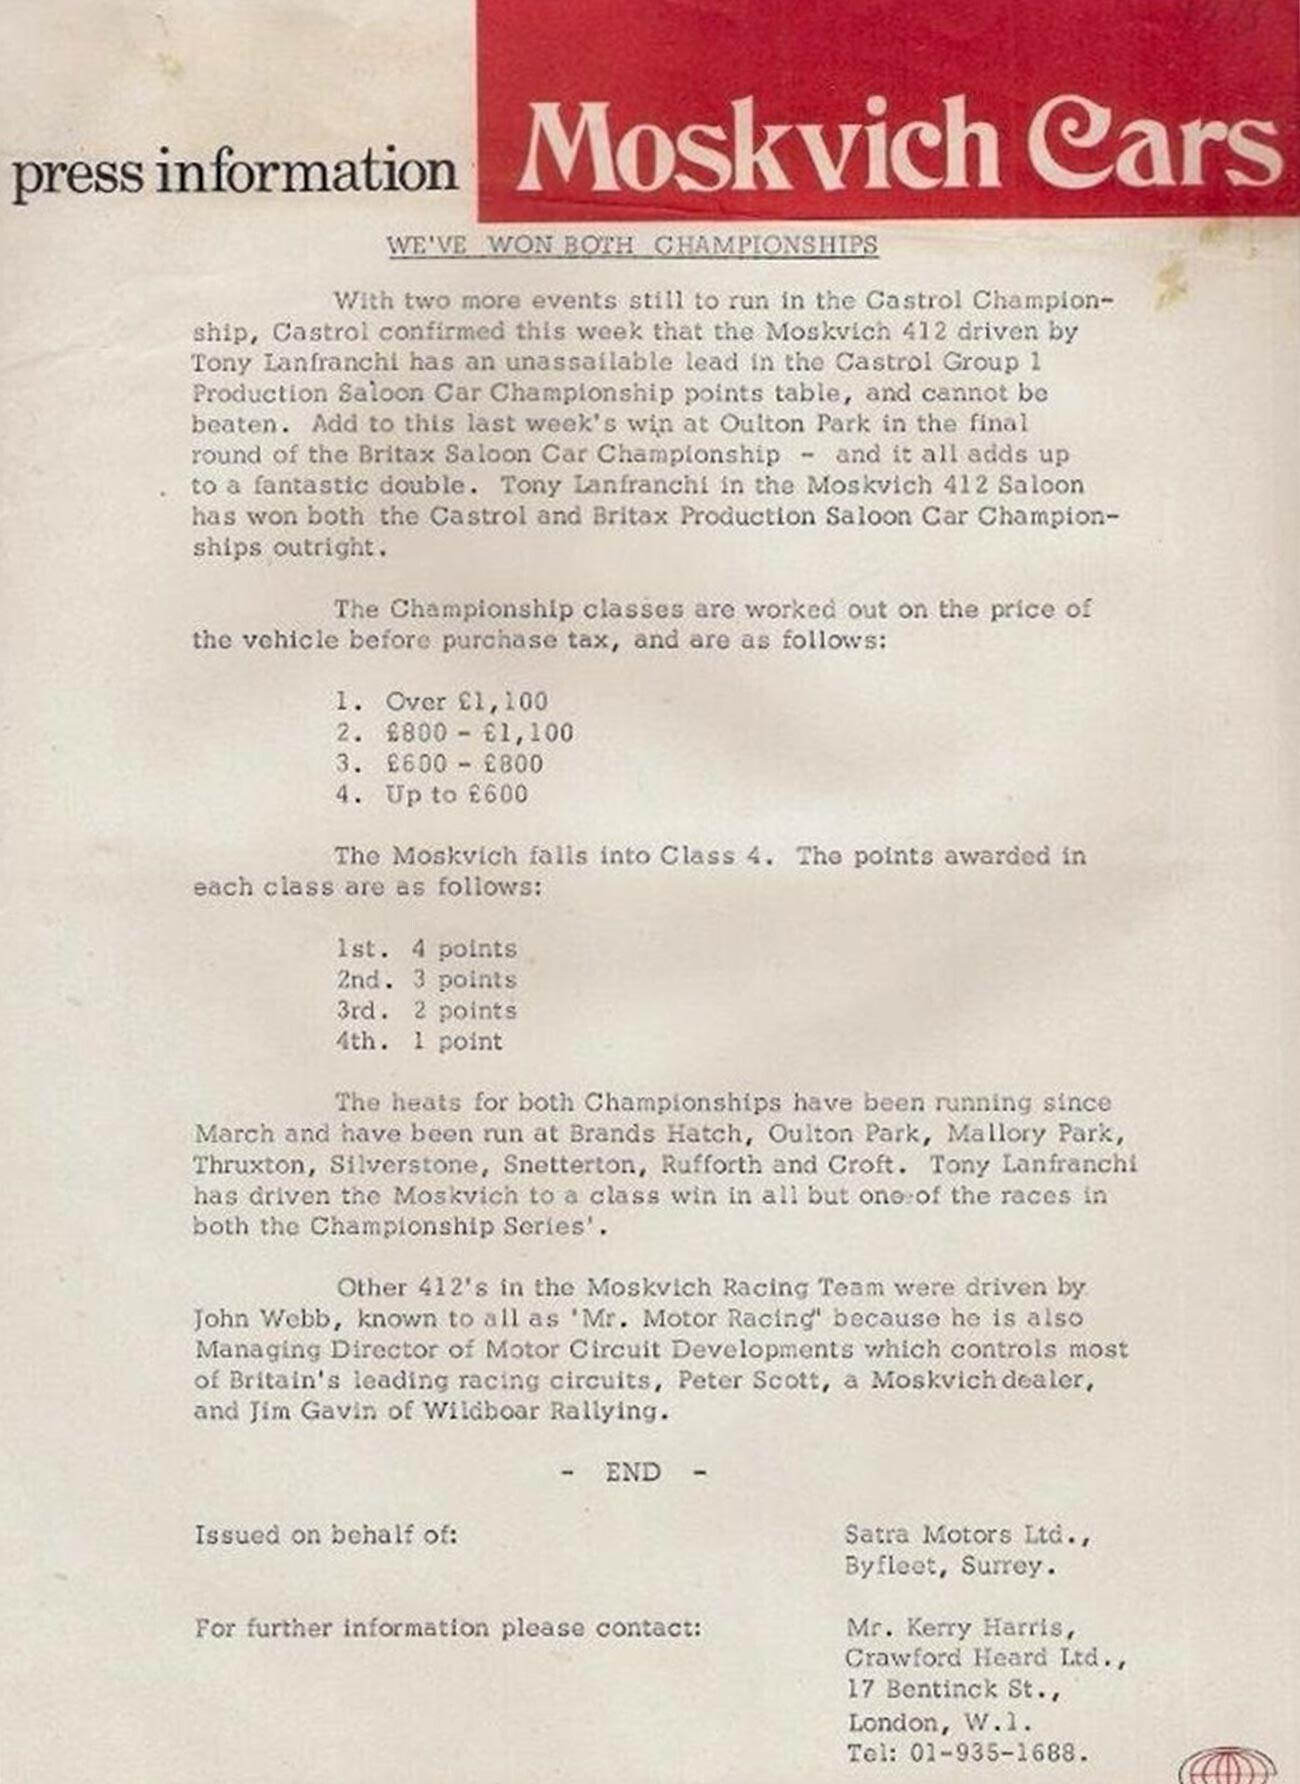 press information
Moskvich Cars
WE'VE WON BOTH CHAMPIONSHIPS
With two more events still to run in the Castrol Champion-
ship, Castrol confirmed this week that the Moskvich 412 driven by
Tony Lanfranchi has an unassailable lead in the Castrol Group 1
Production Saloon Car Championship points table, and cannot be
beaten. Add to this last week's win at Oulton Park in the final
round of the Britax Saloon Car Championship - and it all adds up
to a fantastic double. Tony Lanfranchi in the Moskvich 412 Saloon
has won both the Castrol and Britax Production Saloon Car Champion-
ships outright.
The Championship classes are worked out on the price of
the vehicle before purchase tax, and are as follows:
1. Over £1,100
2. £800 - £1,100
3. £600 - £800
4. Up to £600
The Moskvich falls into Class 4. The points awarded in
each class are as follows:
1st. 4 points
2nd. 3 points
3rd. 2 points
4th. 1 point
The heats for both Championships have been running since
March and have been run at Brands Hatch, Oulton Park, Mallory Park,
Thruxton, Silverstone, Snetterton, Rufforth and Croft. Tony Lanfranchi
has driven the Moskvich to a class win in all but one of the races in
both the Championship Series'.
Other 412's in the Moskvich Racing Team were driven by
John Webb, known to all as 'Mr. Motor Racing" because he is also
Managing Director of Motor Circuit Developments which controls most
of Britain's leading racing circuits, Peter Scott, a Moskvich dealer,
and Jim Gavin of Wildboar Rallying.
- END -
Issued on behalf of: Satra Motors Ltd.,
Byfleet, Surrey.
For further information please contact: Mr. Kerry Harris,
Crawford Heard Ltd.,
17 Bentinck St.,
London, W.1.
Tel: 01-935-1688.